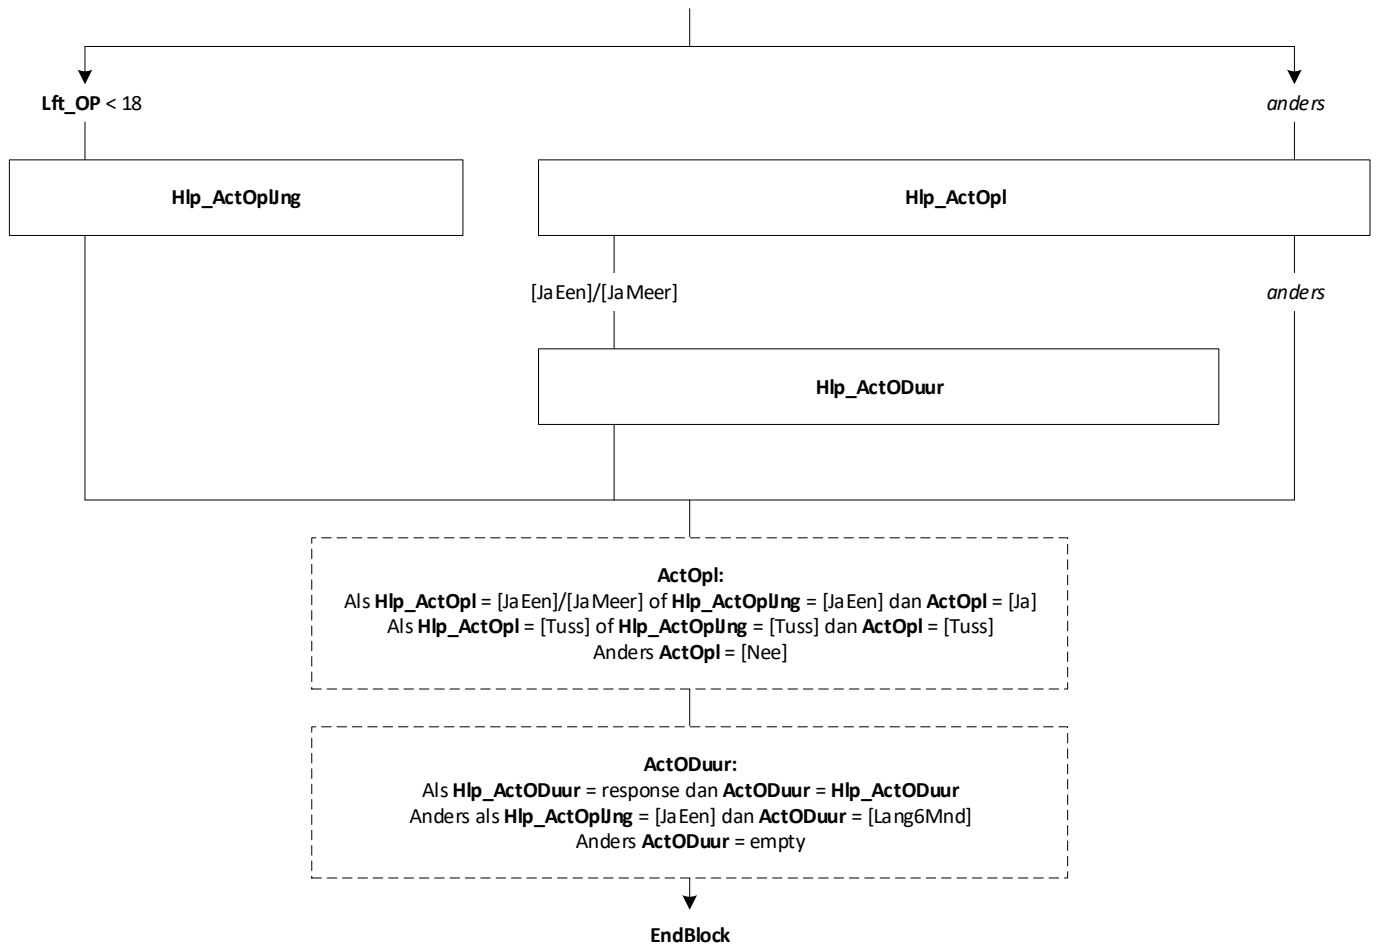 Lft_OP < 18
anders
Hlp_ActOplJng
Hlp_ActOpl
[JaEen]/[JaMeer]
anders
Hlp_ActODuur
ActOpl:
Als Hlp_ActOpl = [JaEen]/[JaMeer] of Hlp_ActOplJng = [JaEen] dan ActOpl = [Ja]
Als Hlp_ActOpl = [Tuss] of Hlp_ActOplJng = [Tuss] dan ActOpl = [Tuss]
Anders ActOpl = [Nee]
ActODuur:
Als Hlp_ActODuur = response dan ActODuur = Hlp_ActODuur
Anders als Hlp_ActOplJng = [JaEen] dan ActODuur = [Lang6Mnd]
Anders ActODuur = empty
EndBlock